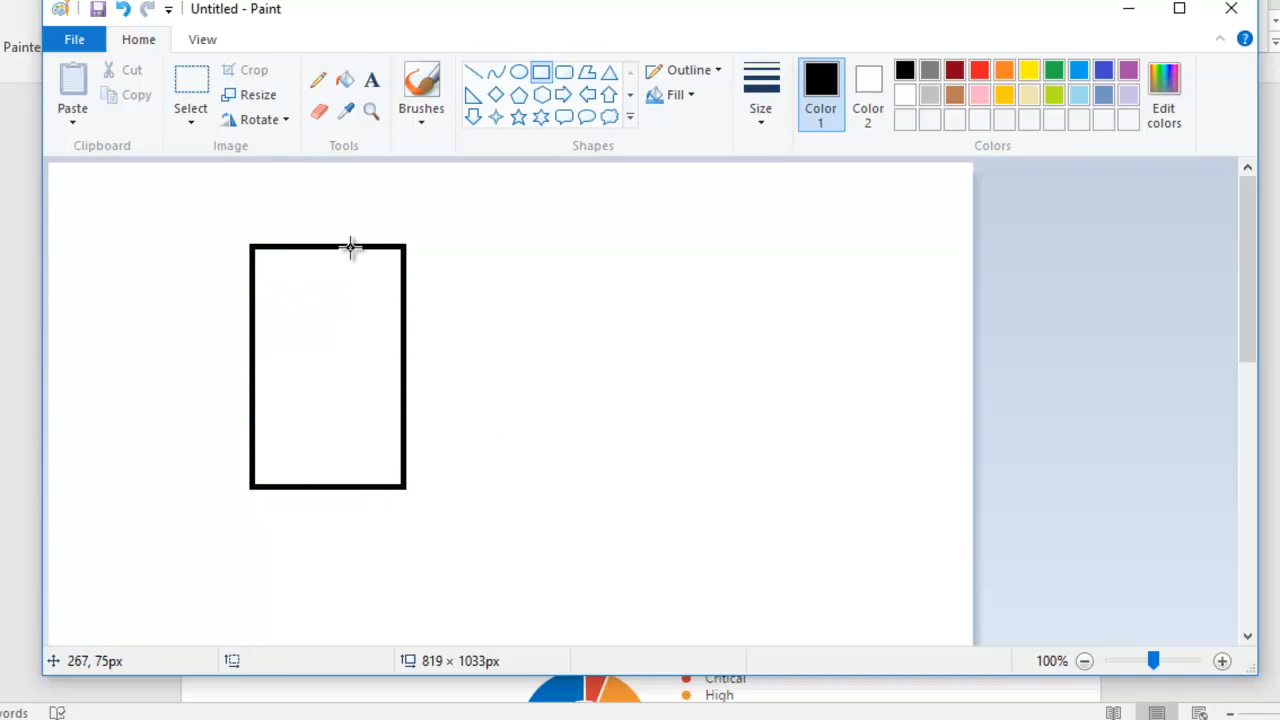 Untitled - Paint
Painte
File
Home
View
Paste
Cut
Copy
Clipboard
Select
Crop
Resize
Rotate
Image
Tools
Brushes
Shapes
Outline
Fill
Size
Color 1
Color 2
Edit colors
Colors
267, 75px
819 × 1033px
100%
Critical
High
words